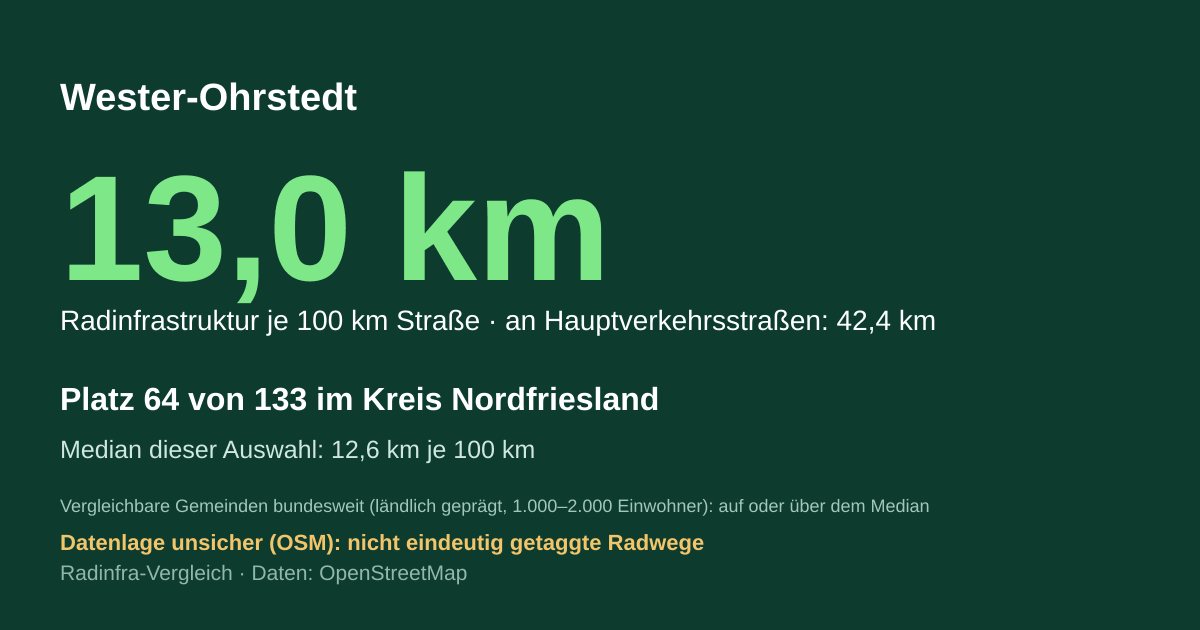 Wester-Ohrstedt
13,0 km
Radinfrastruktur je 100 km Straße · an Hauptverkehrsstraßen: 42,4 km
Platz 64 von 133 im Kreis Nordfriesland
Median dieser Auswahl: 12,6 km je 100 km
Vergleichbare Gemeinden bundesweit (ländlich geprägt, 1.000–2.000 Einwohner): auf oder über dem Median
Datenlage unsicher (OSM): nicht eindeutig getaggte Radwege
Radinfra-Vergleich · Daten: OpenStreetMap